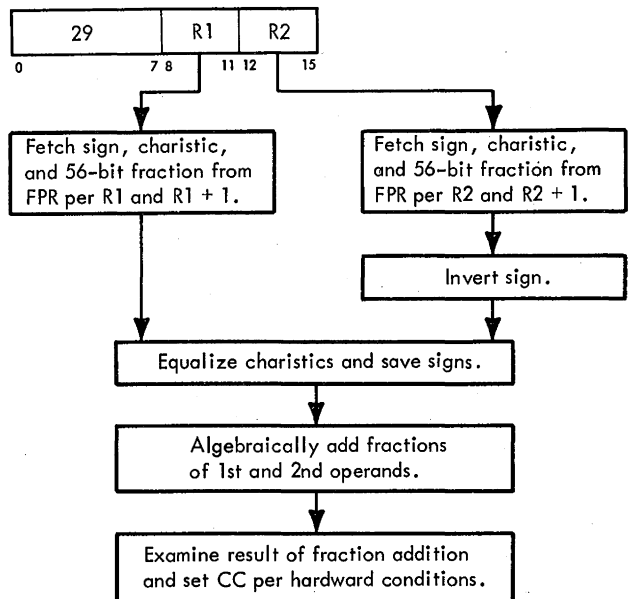 29 R1 R2
0 7 8 11 12 15
Fetch sign, charistic,
and 56-bit fraction from
FPR per R1 and R1 + 1.
Fetch sign, charistic,
and 56-bit fraction from
FPR per R2 and R2 + 1.
Invert sign.
Equalize charistics and save signs.
Algebraically add fractions
of 1st and 2nd operands.
Examine result of fraction addition
and set CC per hardward conditions.